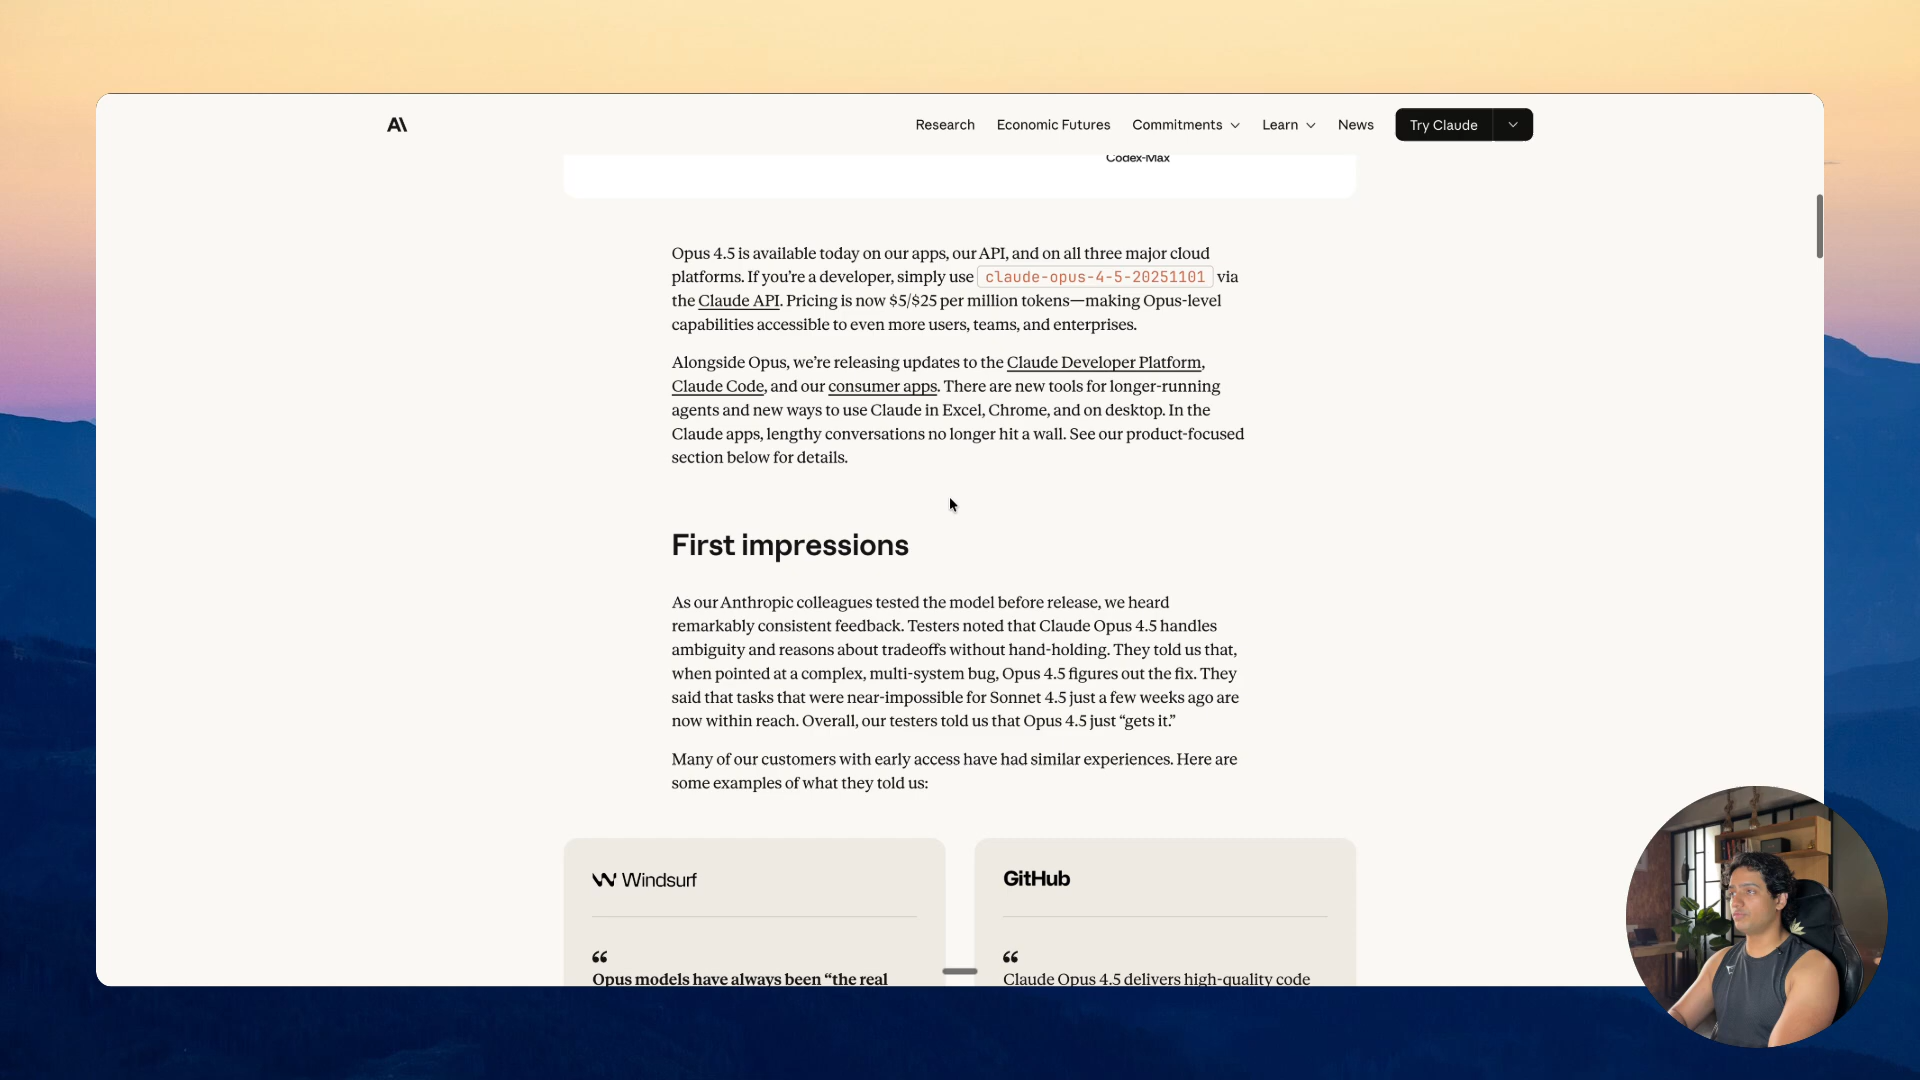 Research Economic Futures Commitments Learn News Try Claude
Codex-Max
Opus 4.5 is available today on our apps, our API, and on all three major cloud
platforms. If you’re a developer, simply use claude-opus-4-5-20251101 via
the Claude API. Pricing is now $5/$25 per million tokens—making Opus-level
capabilities accessible to even more users, teams, and enterprises.
Alongside Opus, we’re releasing updates to the Claude Developer Platform,
Claude Code, and our consumer apps. There are new tools for longer-running
agents and new ways to use Claude in Excel, Chrome, and on desktop. In the
Claude apps, lengthy conversations no longer hit a wall. See our product-focused
section below for details.
First impressions
As our Anthropic colleagues tested the model before release, we heard
remarkably consistent feedback. Testers noted that Claude Opus 4.5 handles
ambiguity and reasons about tradeoffs without hand-holding. They told us that,
when pointed at a complex, multi-system bug, Opus 4.5 figures out the fix. They
said that tasks that were near-impossible for Sonnet 4.5 just a few weeks ago are
now within reach. Overall, our testers told us that Opus 4.5 just “gets it.”
Many of our customers with early access have had similar experiences. Here are
some examples of what they told us:
Windsurf
“
Opus models have always been “the real
GitHub
“
Claude Opus 4.5 delivers high-quality code